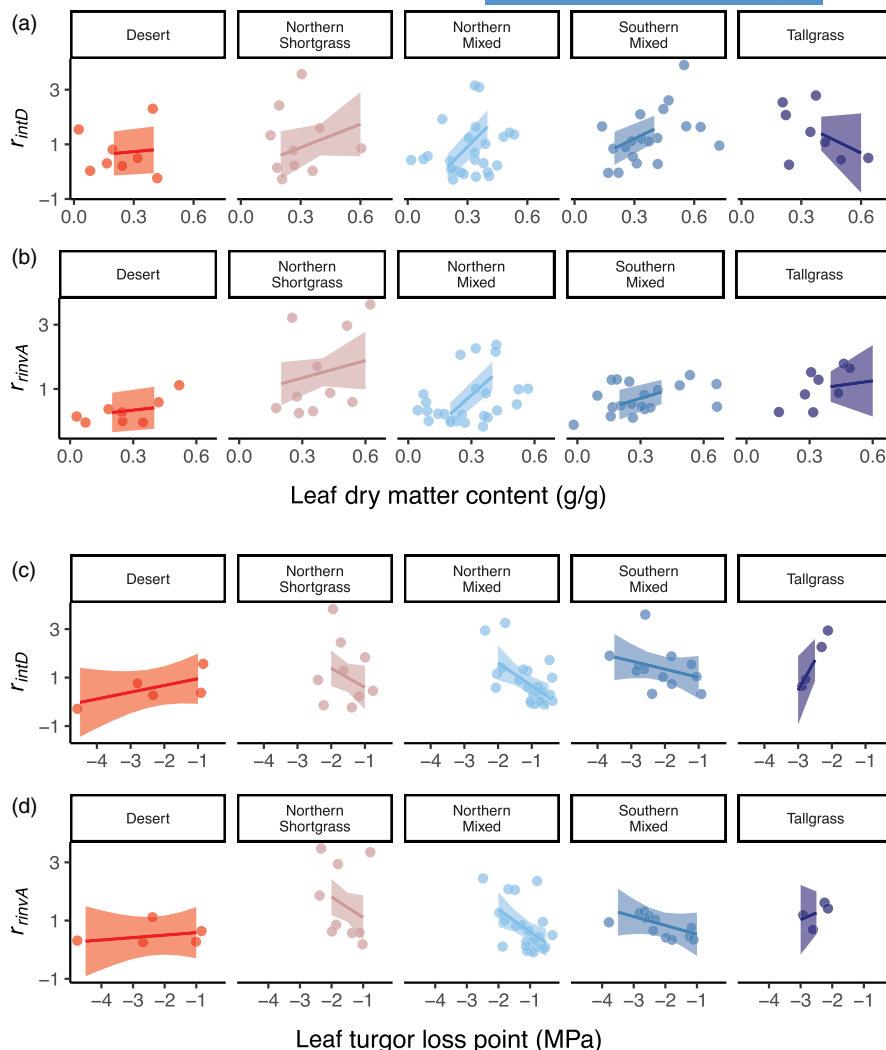 (a)
Desert
Northern
Shortgrass
Northern
Mixed
Southern
Mixed
Tallgrass
r_intD
3
1
−1
0.0 0.3 0.6 0.0 0.3 0.6 0.0 0.3 0.6 0.0 0.3 0.6 0.0 0.3 0.6
(b)
Desert
Northern
Shortgrass
Northern
Mixed
Southern
Mixed
Tallgrass
r_rinvA
3
1
0.0 0.3 0.6 0.0 0.3 0.6 0.0 0.3 0.6 0.0 0.3 0.6 0.0 0.3 0.6
Leaf dry matter content (g/g)
(c)
Desert
Northern
Shortgrass
Northern
Mixed
Southern
Mixed
Tallgrass
r_intD
3
1
−1
−4 −3 −2 −1 −4 −3 −2 −1 −4 −3 −2 −1 −4 −3 −2 −1 −4 −3 −2 −1
(d)
Desert
Northern
Shortgrass
Northern
Mixed
Southern
Mixed
Tallgrass
r_rinvA
3
1
−1
−4 −3 −2 −1 −4 −3 −2 −1 −4 −3 −2 −1 −4 −3 −2 −1 −4 −3 −2 −1
Leaf turgor loss point (MPa)